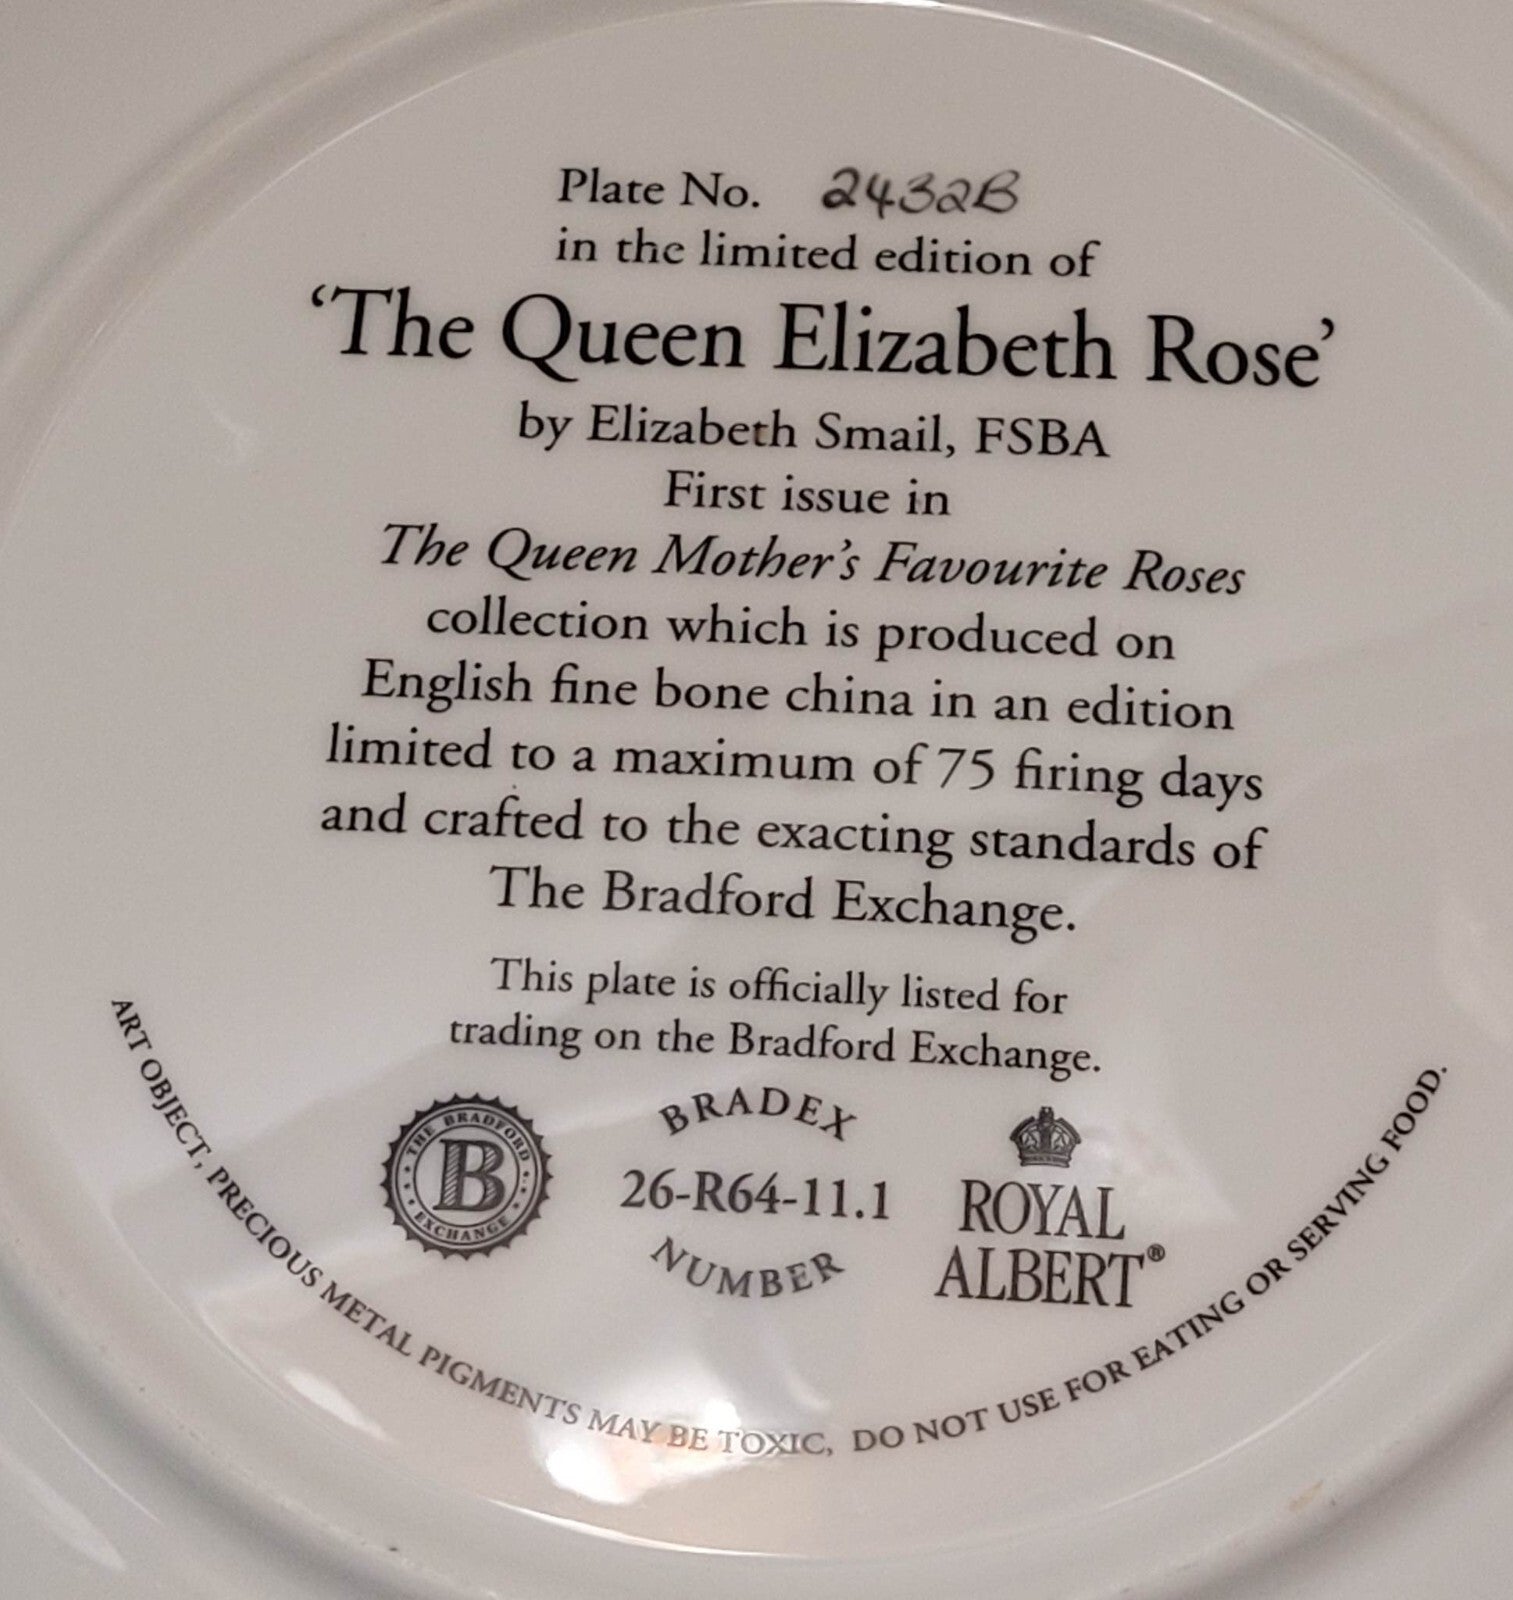 Plate No. 2432B
in the limited edition of
‘The Queen Elizabeth Rose’
by Elizabeth Smail, FSBA
First issue in
The Queen Mother’s Favourite Roses
collection which is produced on
English fine bone china in an edition
limited to a maximum of 75 firing days
and crafted to the exacting standards of
The Bradford Exchange.
This plate is officially listed for
trading on the Bradford Exchange.
THE BRADFORD
B
EXCHANGE
BRADEX
26-R64-11.1
NUMBER
ROYAL
ALBERT®
ART OBJECT, PRECIOUS METAL PIGMENTS MAY BE TOXIC, DO NOT USE FOR EATING OR SERVING FOOD.